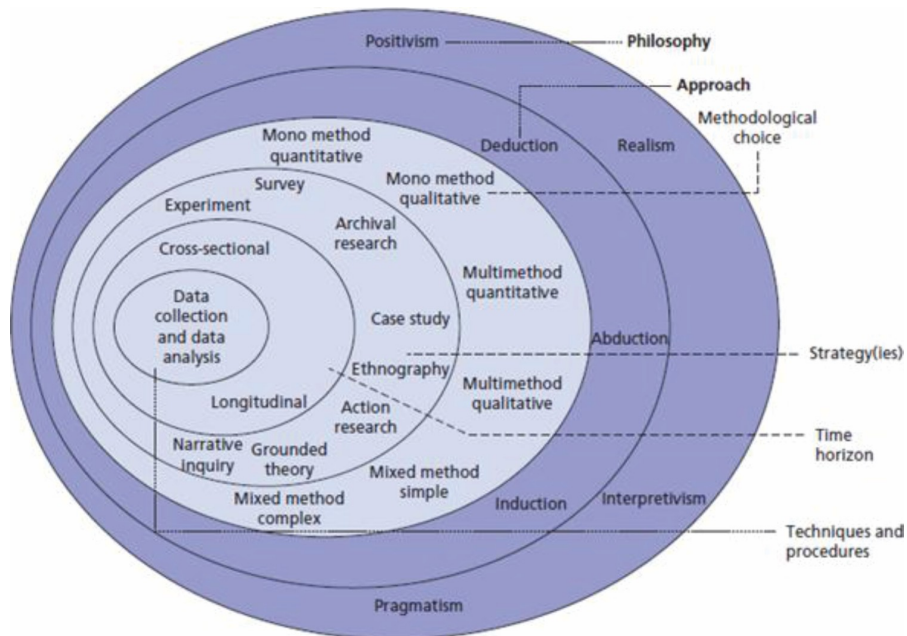 Positivism
Philosophy
Approach
Methodological
choice
Deduction
Realism
Mono method
quantitative
Mono method
qualitative
Survey
Experiment
Archival
research
Cross-sectional
Multimethod
quantitative
Data
collection
and data
analysis
Case study
Abduction
Strategy(ies)
Ethnography
Multimethod
qualitative
Longitudinal
Action
research
Time
horizon
Narrative
inquiry
Grounded
theory
Mixed method
simple
Mixed method
complex
Induction
Interpretivism
Techniques and
procedures
Pragmatism